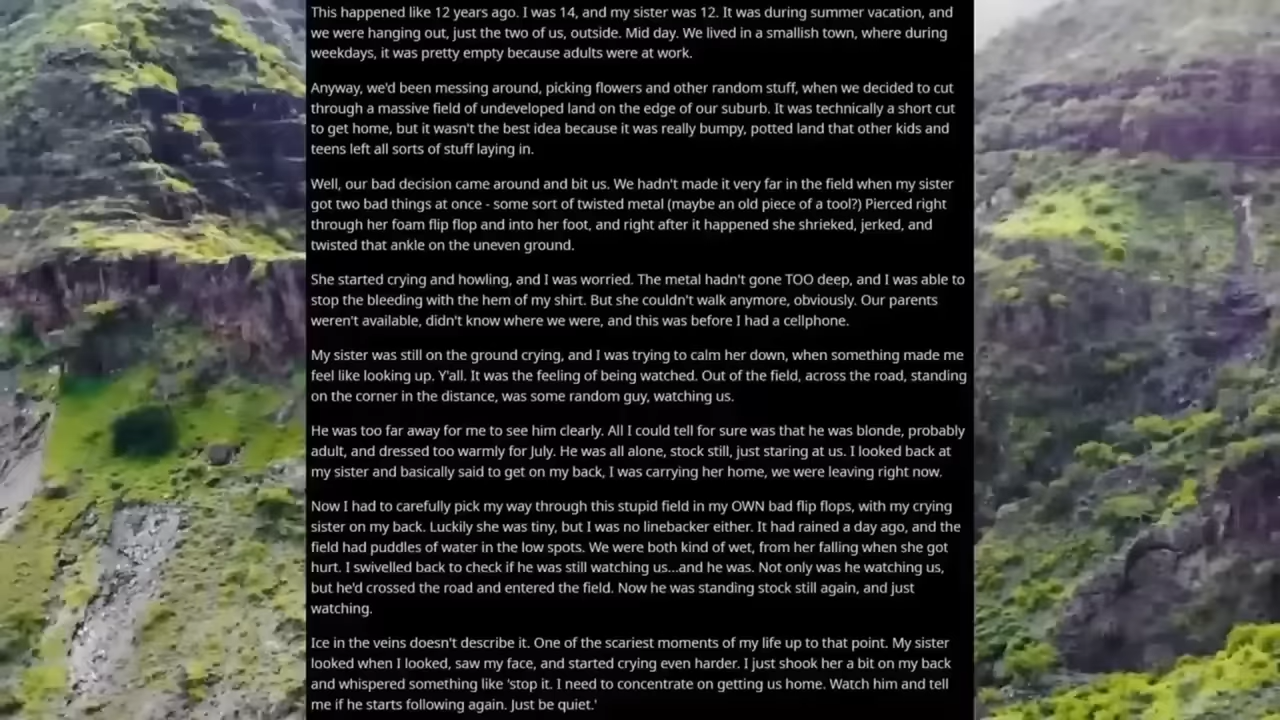 This happened like 12 years ago. I was 14, and my sister was 12. It was during summer vacation, and
we were hanging out, just the two of us, outside. Mid day. We lived in a smallish town, where during
weekdays, it was pretty empty because adults were at work.
Anyway, we'd been messing around, picking flowers and other random stuff, when we decided to cut
through a massive field of undeveloped land on the edge of our suburb. It was technically a short cut
to get home, but it wasn't the best idea because it was really bumpy, potted land that other kids and
teens left all sorts of stuff laying in.
Well, our bad decision came around and bit us. We hadn't made it very far in the field when my sister
got two bad things at once - some sort of twisted metal (maybe an old piece of a tool?) Pierced right
through her foam flip flop and into her foot, and right after it happened she shrieked, jerked, and
twisted that ankle on the uneven ground.
She started crying and howling, and I was worried. The metal hadn't gone TOO deep, and I was able to
stop the bleeding with the hem of my shirt. But she couldn't walk anymore, obviously. Our parents
weren't available, didn't know where we were, and this was before I had a cellphone.
My sister was still on the ground crying, and I was trying to calm her down, when something made me
feel like looking up. Y'all. It was the feeling of being watched. Out of the field, across the road, standing
on the corner in the distance, was some random guy, watching us.
He was too far away for me to see him clearly. All I could tell for sure was that he was blonde, probably
adult, and dressed too warmly for July. He was all alone, stock still, just staring at us. I looked back at
my sister and basically said to get on my back, I was carrying her home, we were leaving right now.
Now I had to carefully pick my way through this stupid field in my OWN bad flip flops, with my crying
sister on my back. Luckily she was tiny, but I was no linebacker either. It had rained a day ago, and the
field had puddles of water in the low spots. We were both kind of wet, from her falling when she got
hurt. I swivelled back to check if he was still watching us...and he was. Not only was he watching us,
but he'd crossed the road and entered the field. Now he was standing stock still again, and just
watching.
Ice in the veins doesn't describe it. One of the scariest moments of my life up to that point. My sister
looked when I looked, saw my face, and started crying even harder. I just shook her a bit on my back
and whispered something like 'stop it. I need to concentrate on getting us home. Watch him and tell
me if he starts following again. Just be quiet.'